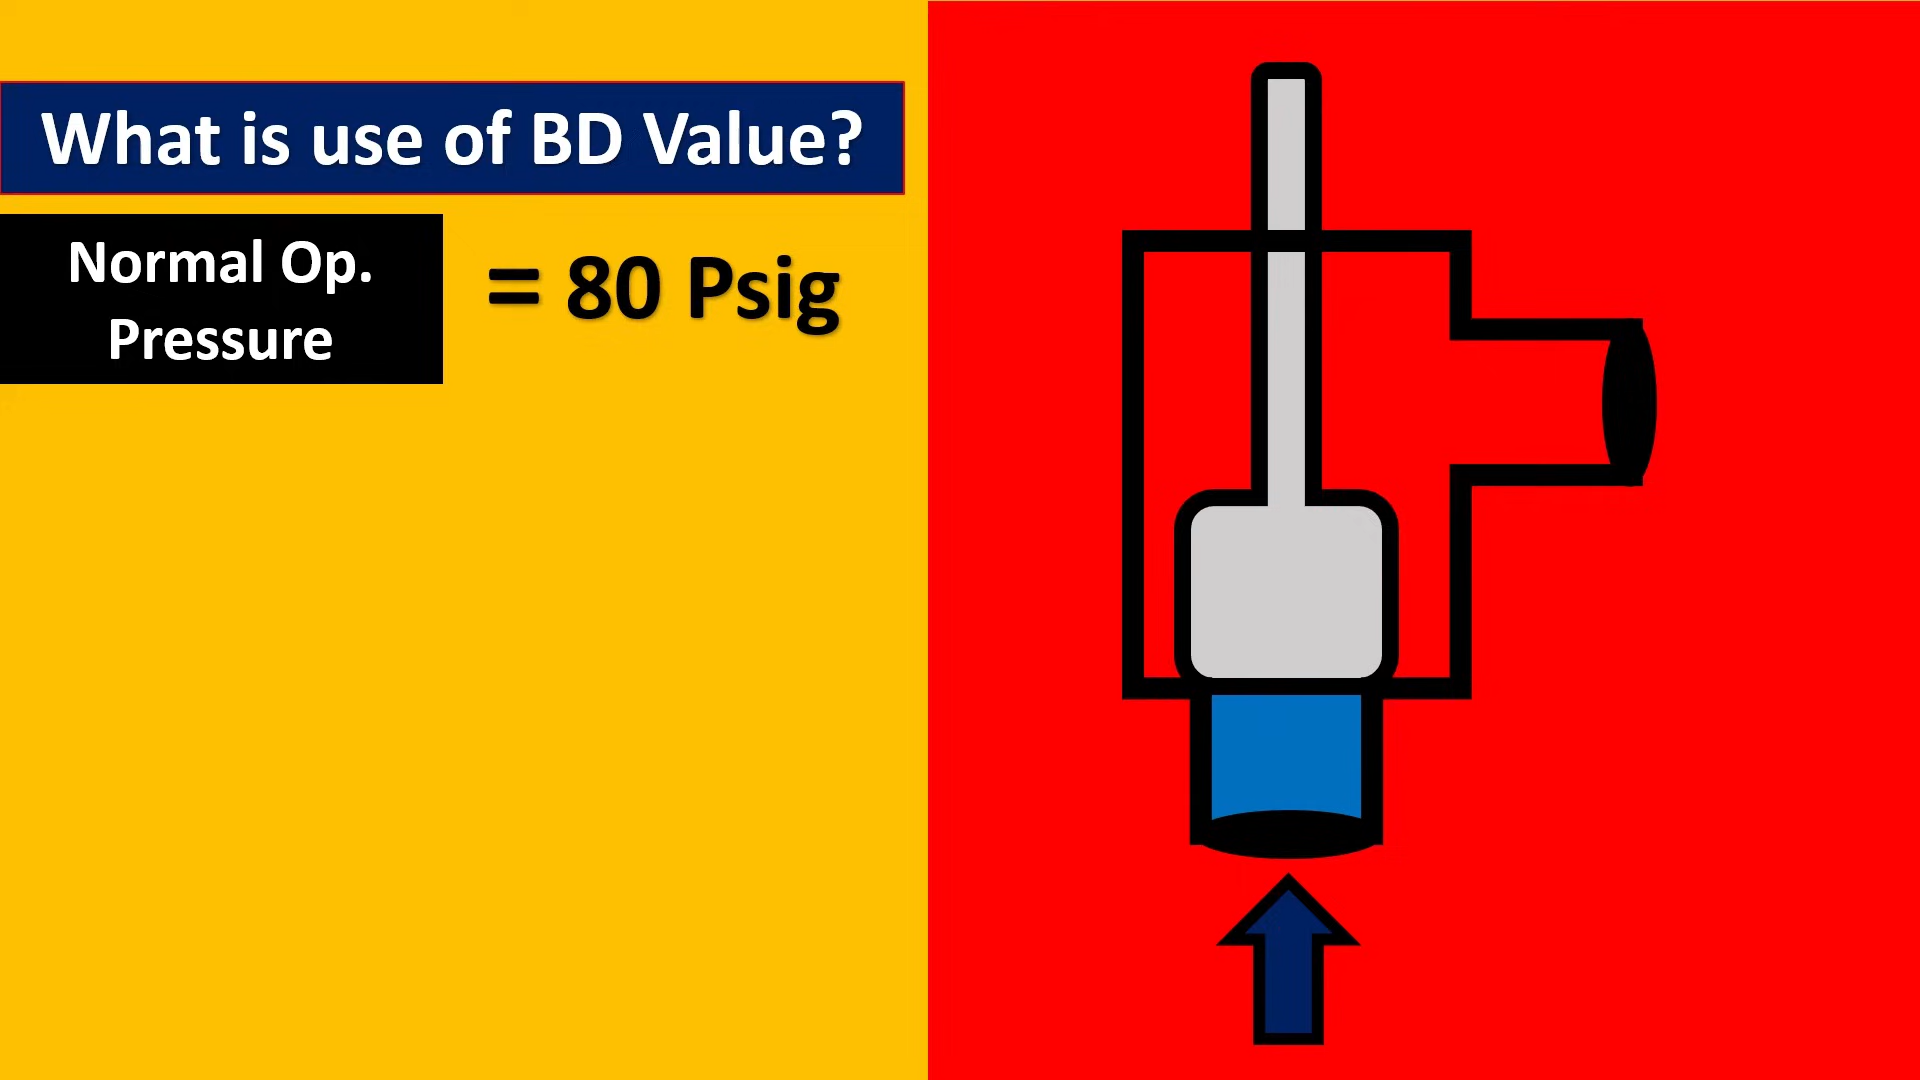 What is use of BD Value?
Normal Op.
Pressure
= 80 Psig